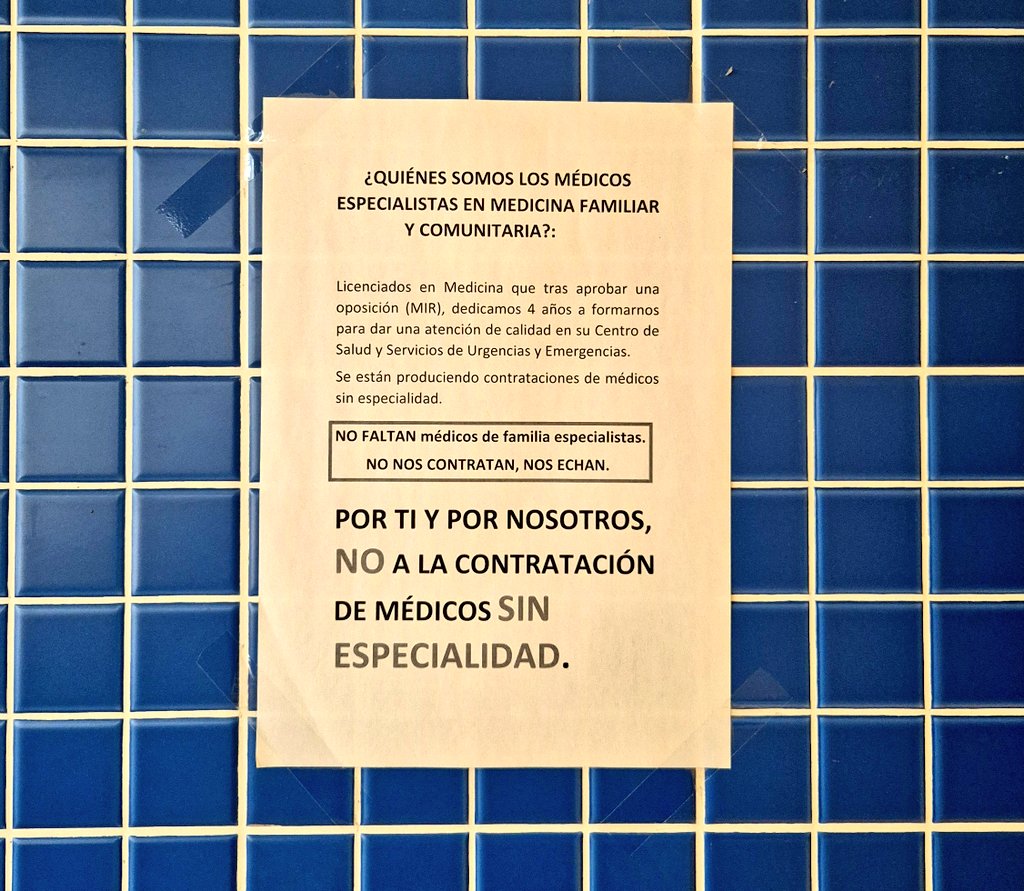 ¿QUIÉNES SOMOS LOS MÉDICOS
ESPECIALISTAS EN MEDICINA FAMILIAR
Y COMUNITARIA?:
Licenciados en Medicina que tras aprobar una
oposición (MIR), dedicamos 4 años a formarnos
para dar una atención de calidad en su Centro de
Salud y Servicios de Urgencias y Emergencias.
Se están produciendo contrataciones de médicos
sin especialidad.
NO FALTAN médicos de familia especialistas.
NO NOS CONTRATAN, NOS ECHAN.
POR TI Y POR NOSOTROS,
NO A LA CONTRATACIÓN
DE MÉDICOS SIN
ESPECIALIDAD.